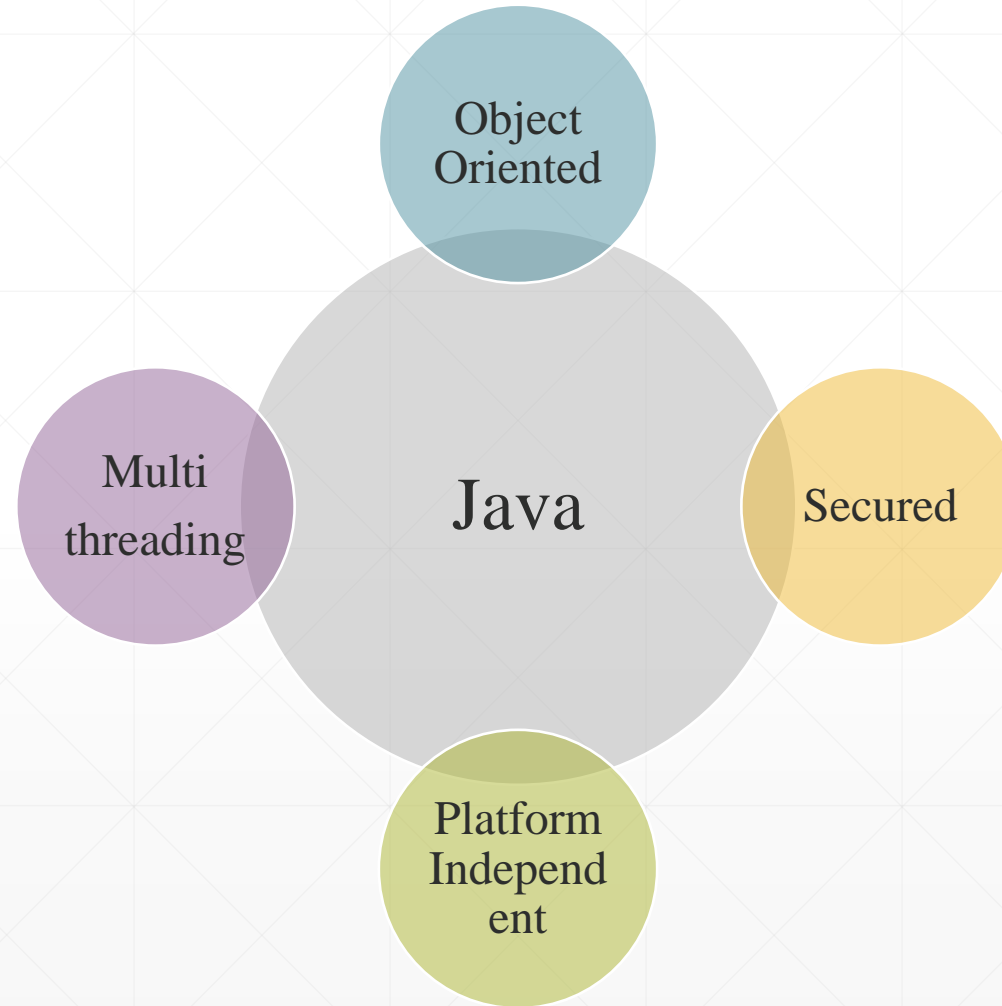 Object
Oriented
Multi
threading
Java
Secured
Platform
Independ
ent